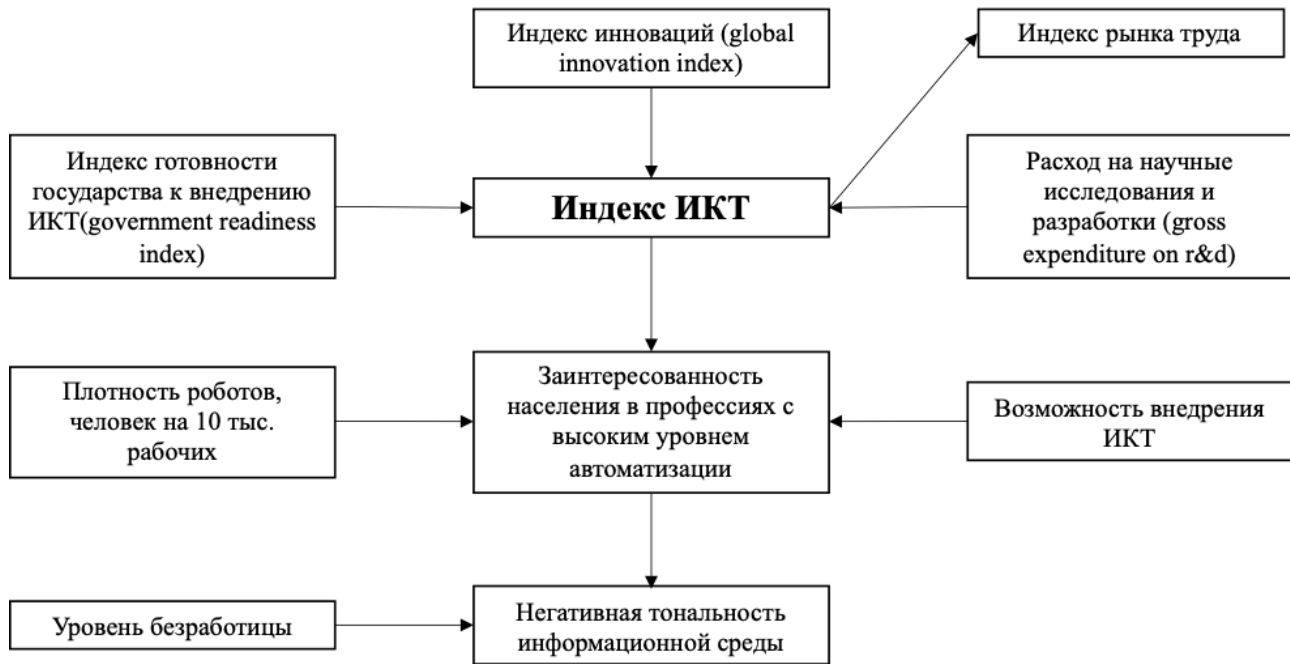 Индекс инноваций (global
innovation index)
Индекс рынка труда
Индекс готовности
государства к внедрению
ИКТ(government readiness
index)
Индекс ИКТ
Расход на научные
исследования и
разработки (gross
expenditure on r&d)
Плотность роботов,
человек на 10 тыс.
рабочих
Заинтересованность
населения в профессиях с
высоким уровнем
автоматизации
Возможность внедрения
ИКТ
Уровень безработицы
Негативная тональность
информационной среды